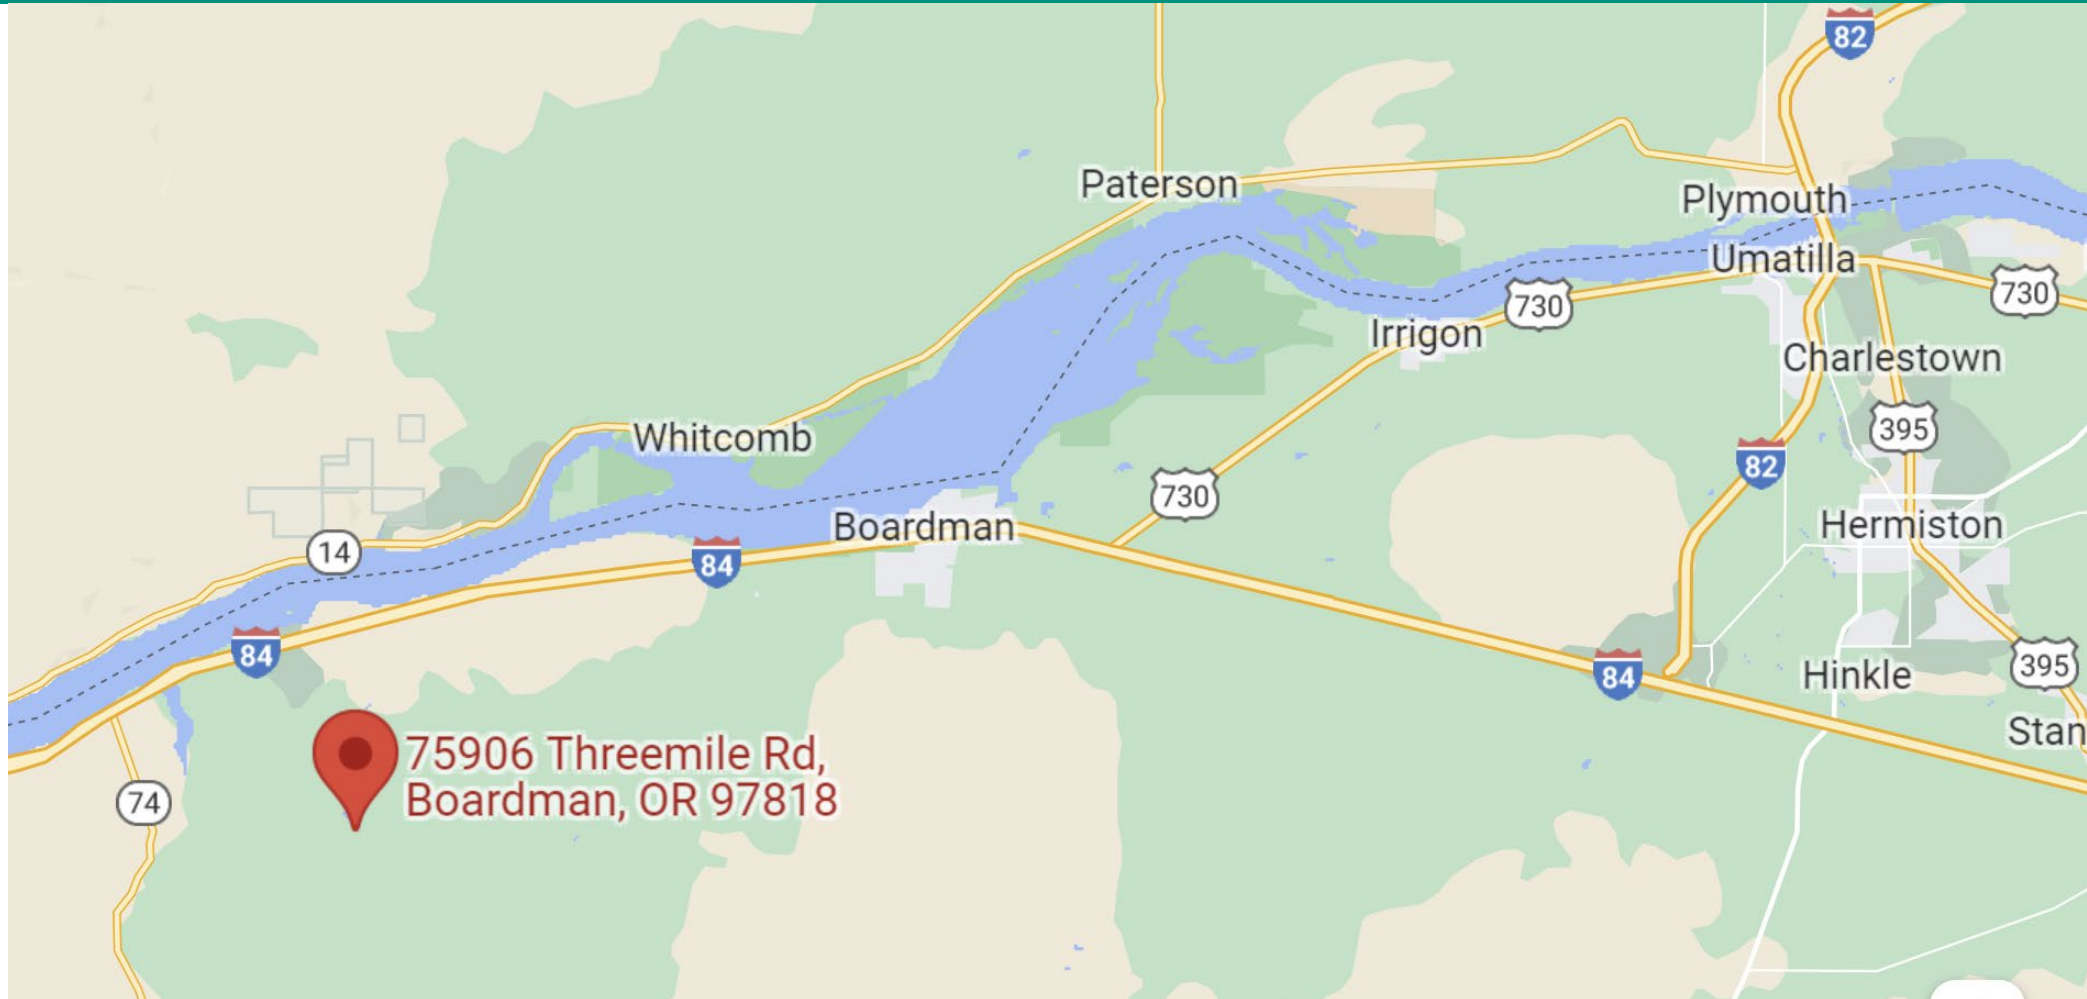 82
Paterson
Plymouth
Umatilla
730
730
Irrigon
Charlestown
395
Whitcomb
82
730
Boardman
Hermiston
14
84
84
84
Hinkle
395
Stan
75906 Threemile Rd,
Boardman, OR 97818
74